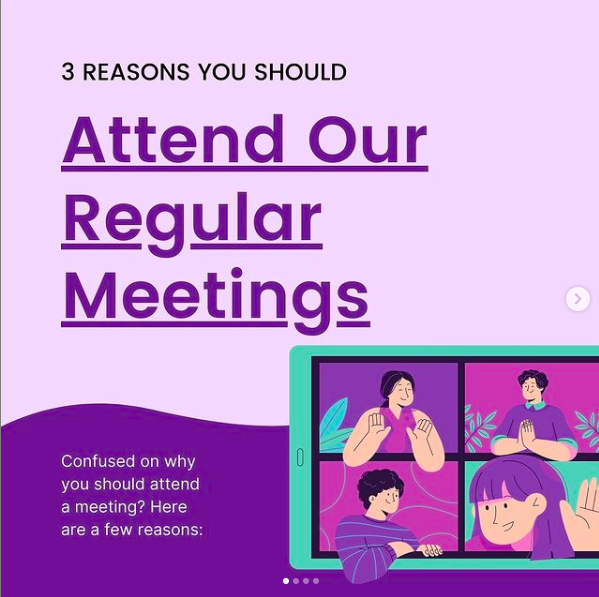 3 REASONS YOU SHOULD
Attend Our
Regular
Meetings
Confused on why
you should attend
a meeting? Here
are a few reasons: